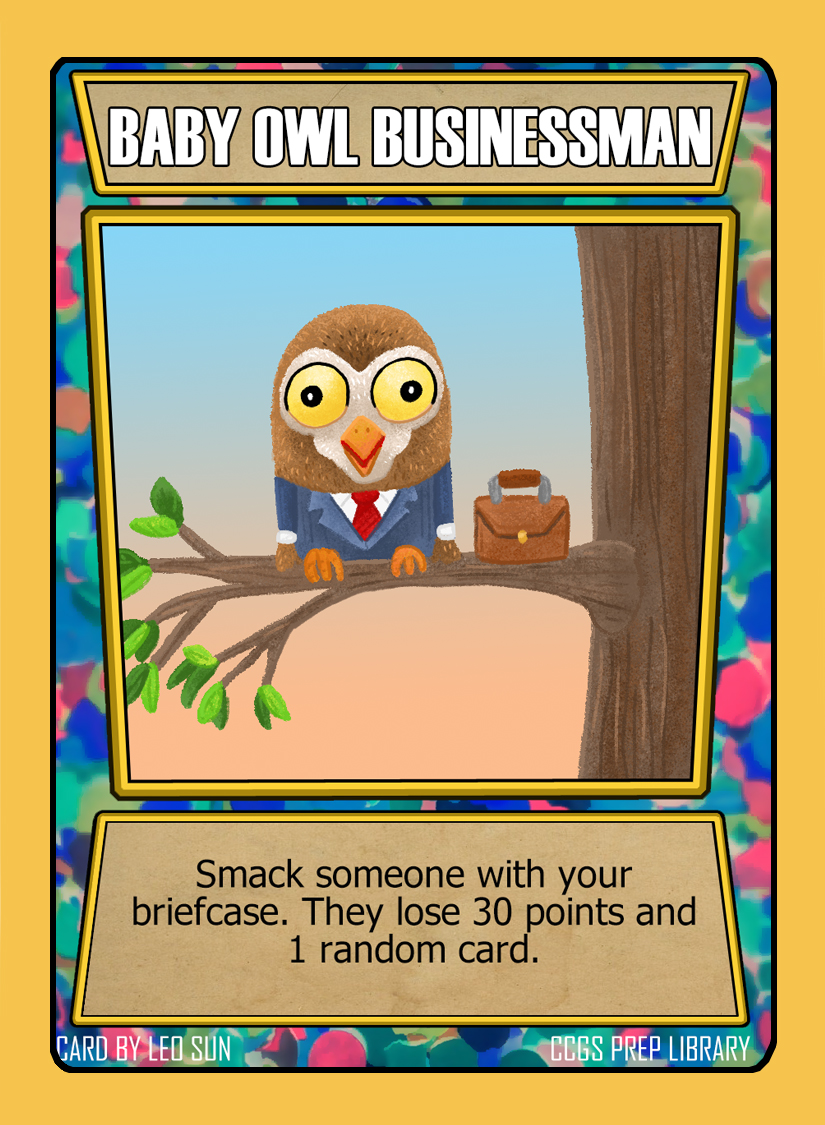 BABY OWL BUSINESSMAN
Smack someone with your
briefcase. They lose 30 points and
1 random card.
CARD BY LEO SUN
CCGS PREP LIBRARY